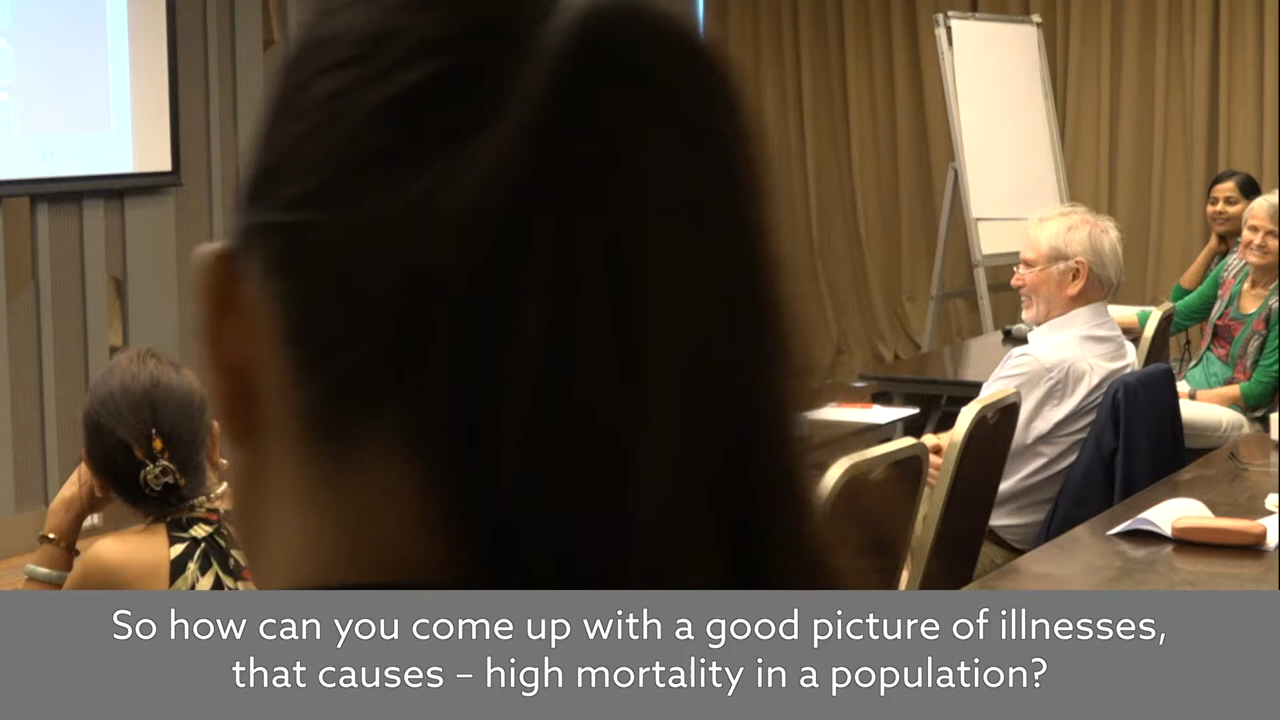 So how can you come up with a good picture of illnesses,
that causes – high mortality in a population?